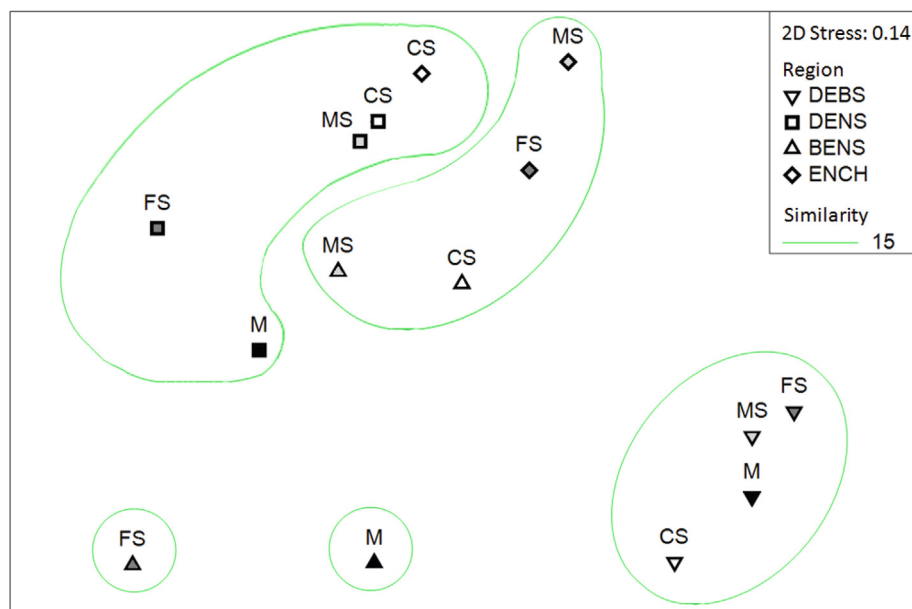 MS
CS
CS
MS
FS
FS
MS
CS
M
FS
MS
M
CS
FS
M
2D Stress: 0.14
Region
DEBS
DENS
BENS
ENCH
Similarity
15